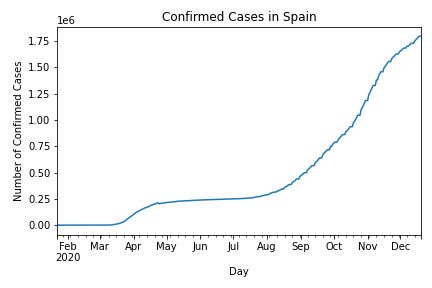 Confirmed Cases in Spain
1e6
1.75
1.50
1.25
1.00
0.75
0.50
0.25
0.00
Number of Confirmed Cases
Feb Mar Apr May Jun Jul Aug Sep Oct Nov Dec
2020
Day